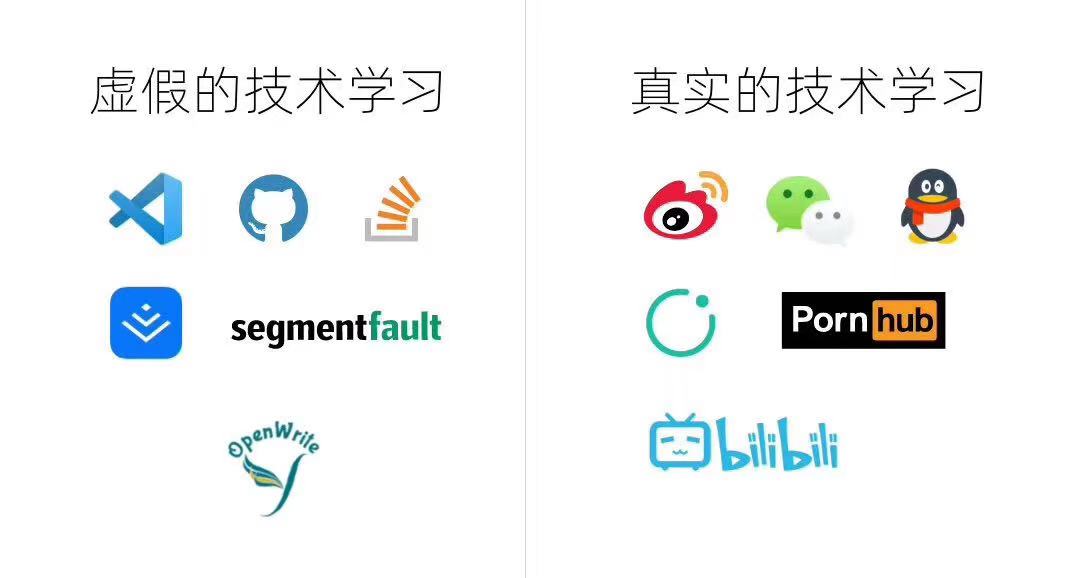 虚假的技术学习
segmentfault
OpenWrite
真实的技术学习
Pornhub
bilibili